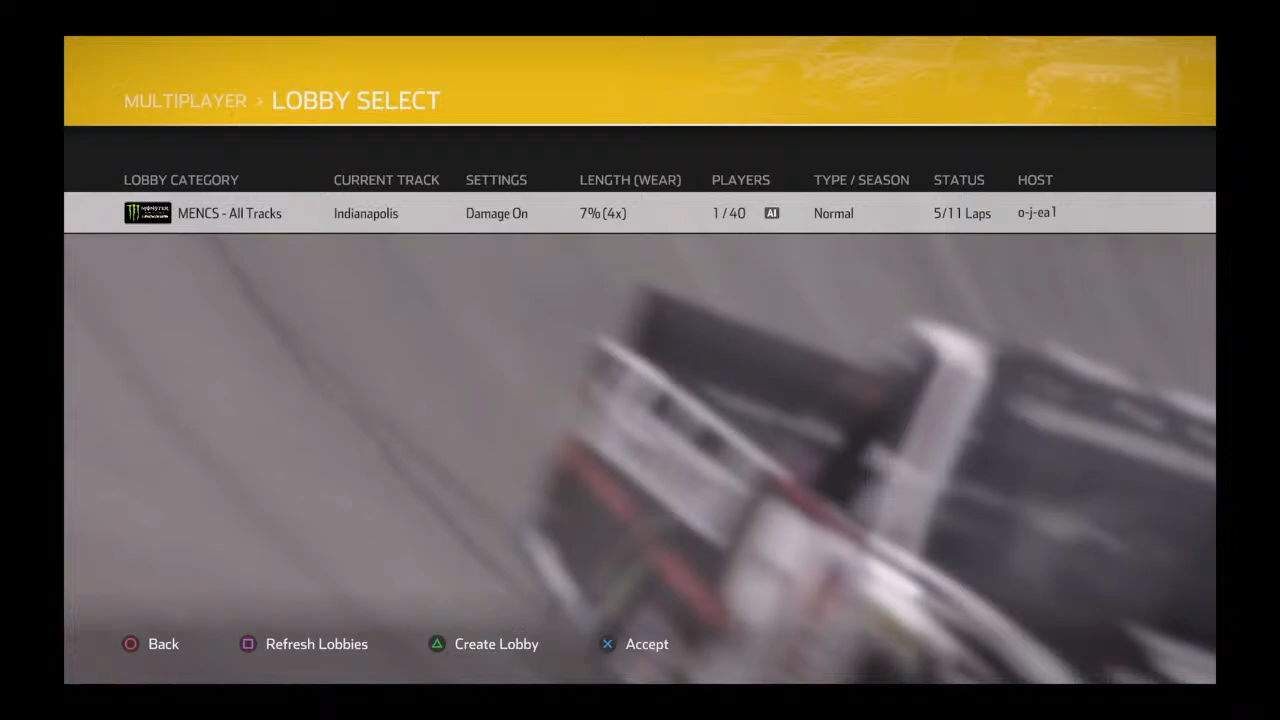 MULTIPLAYER > LOBBY SELECT
LOBBY CATEGORY CURRENT TRACK SETTINGS LENGTH (WEAR) PLAYERS TYPE / SEASON STATUS HOST
MONSTER MENCS - All Tracks Indianapolis Damage On 7% (4x) 1 / 40 AI Normal 5/11 Laps o-j-ea1
Back Refresh Lobbies Create Lobby Accept